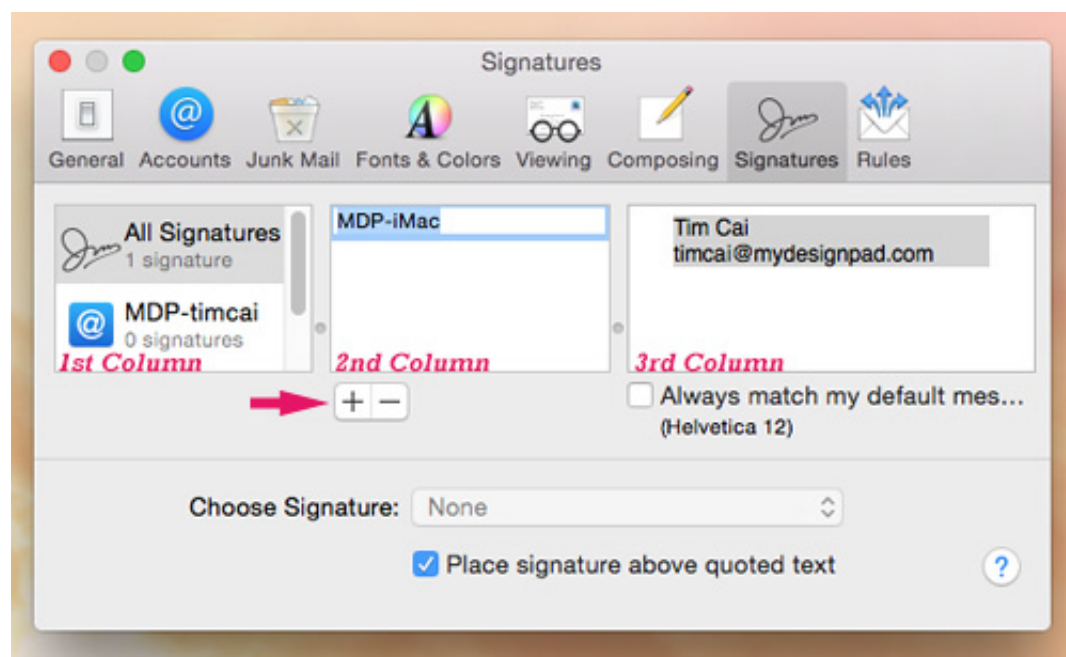 Signatures
General Accounts Junk Mail Fonts & Colors Viewing Composing Signatures Rules
All Signatures
1 signature
MDP-timcai
0 signatures
1st Column
MDP-iMac
2nd Column
Tim Cai
timcai@mydesignpad.com
3rd Column
+ −
Always match my default mes...
(Helvetica 12)
Choose Signature: None
Place signature above quoted text
?